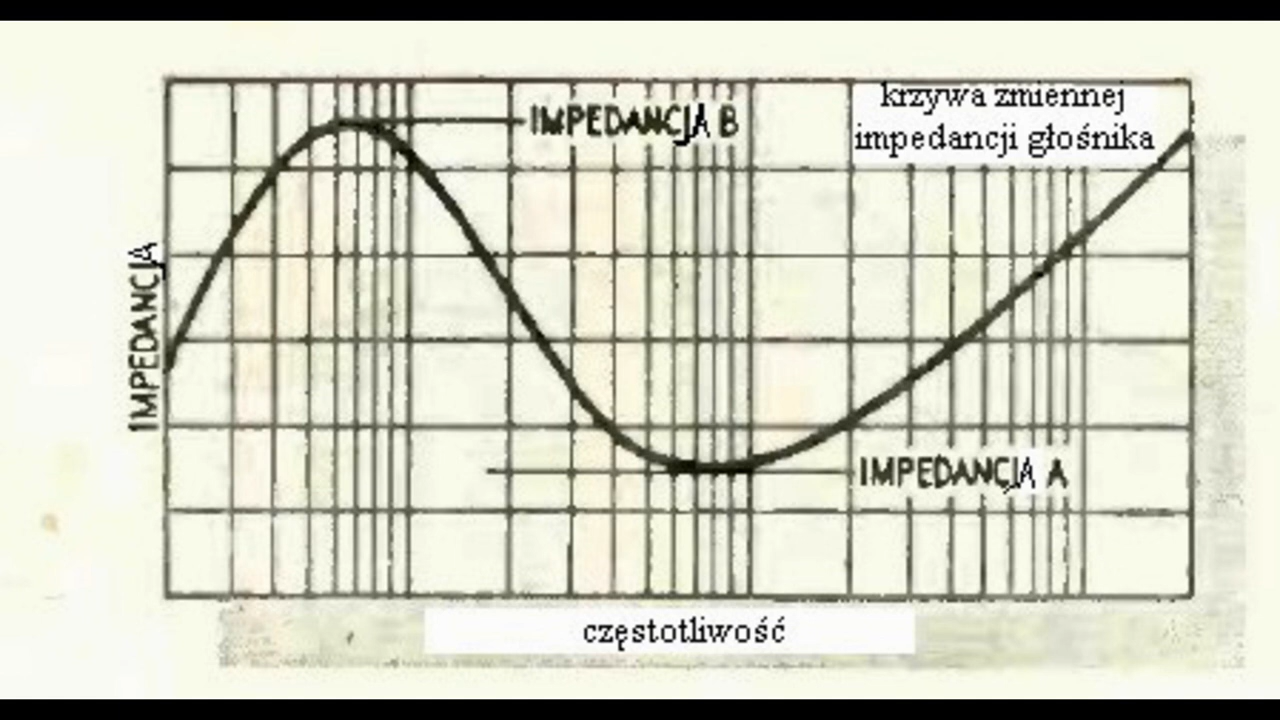 krzywa zmiennej
impedancji głośnika
IMPEDANCJA B
IMPEDANCJA
IMPEDANCJA A
częstotliwość